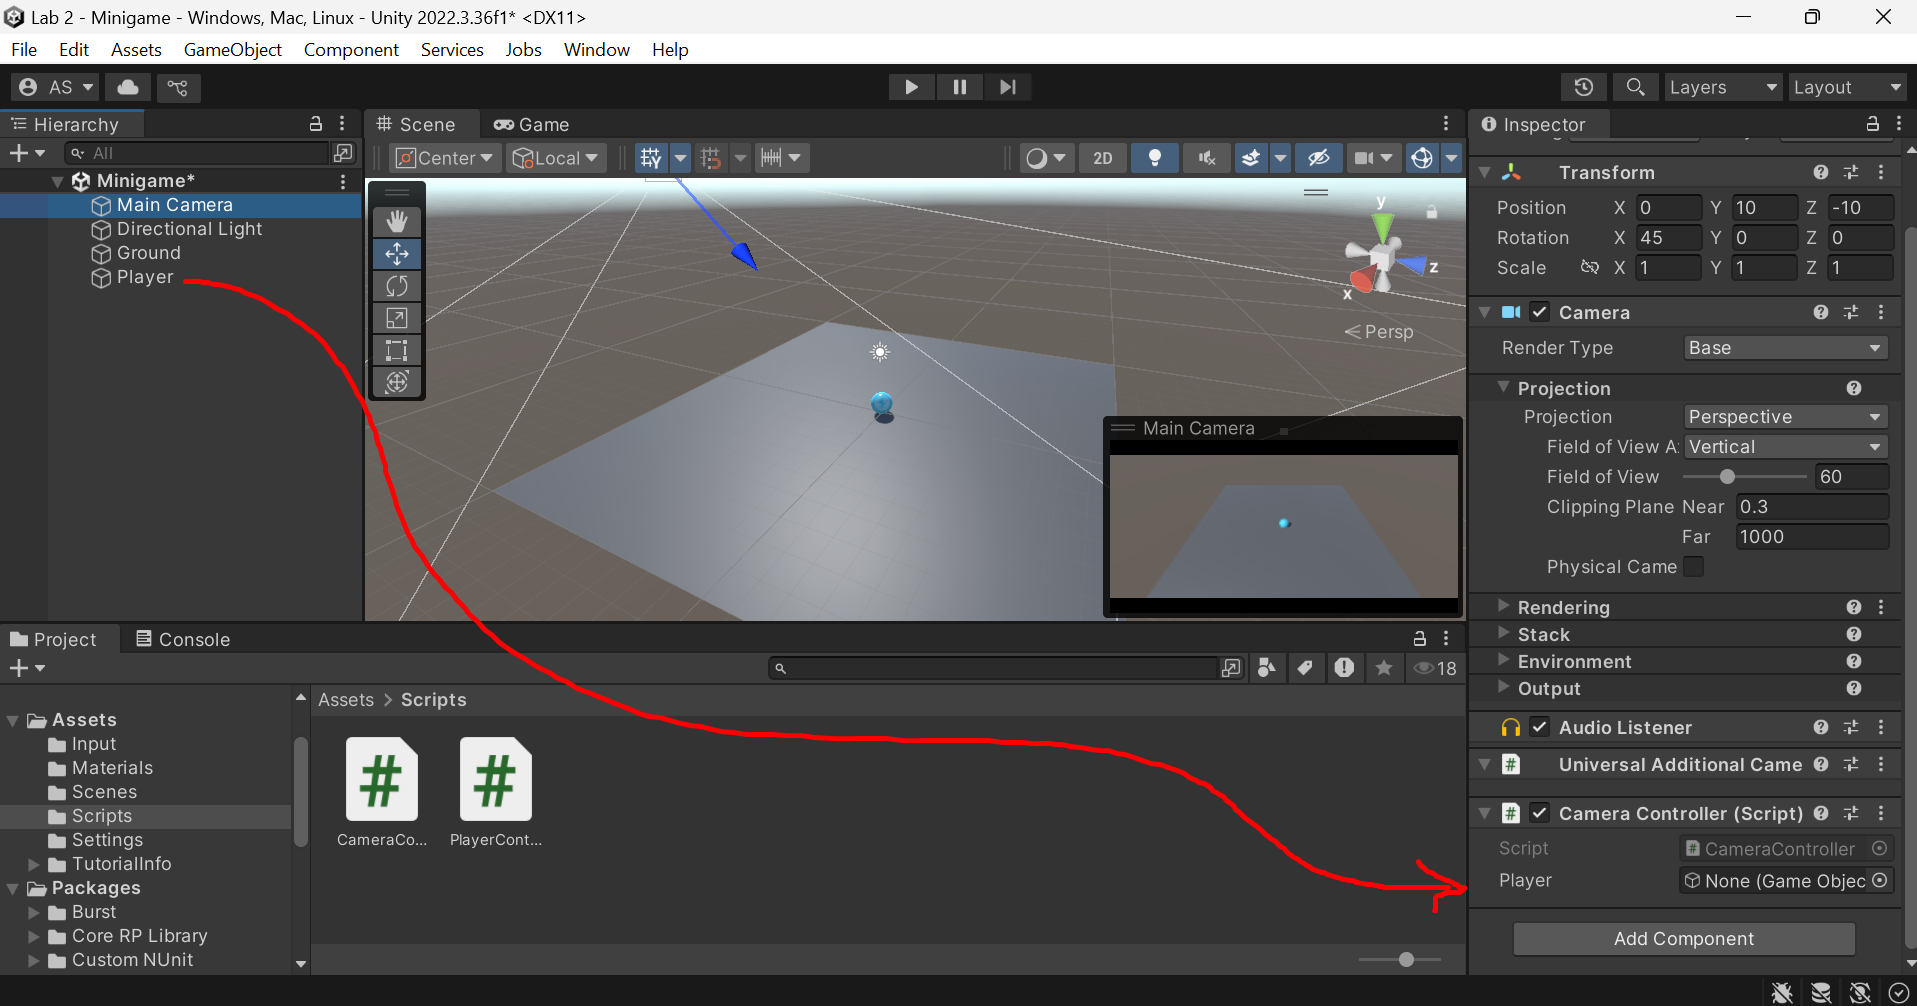 Lab 2 - Minigame - Windows, Mac, Linux - Unity 2022.3.36f1* <DX11>
File Edit Assets GameObject Component Services Jobs Window Help
AS Layers Layout
Hierarchy
All
Minigame*
Main Camera
Directional Light
Ground
Player
Scene Game
Center Local 2D
y
z
x
Persp
Main Camera
Inspector
Transform
Position X 0 Y 10 Z -10
Rotation X 45 Y 0 Z 0
Scale X 1 Y 1 Z 1
Camera
Render Type Base
Projection
Projection Perspective
Field of View A: Vertical
Field of View 60
Clipping Plane Near 0.3
Far 1000
Physical Came
Rendering
Stack
Environment
Output
Audio Listener
# Universal Additional Came
# Camera Controller (Script)
Script # CameraController
Player None (Game Objec
Add Component
Project Console
18
Assets
Input
Materials
Scenes
Scripts
Settings
TutorialInfo
Packages
Burst
Core RP Library
Custom NUnit
Assets > Scripts
# #
CameraCo... PlayerCont...